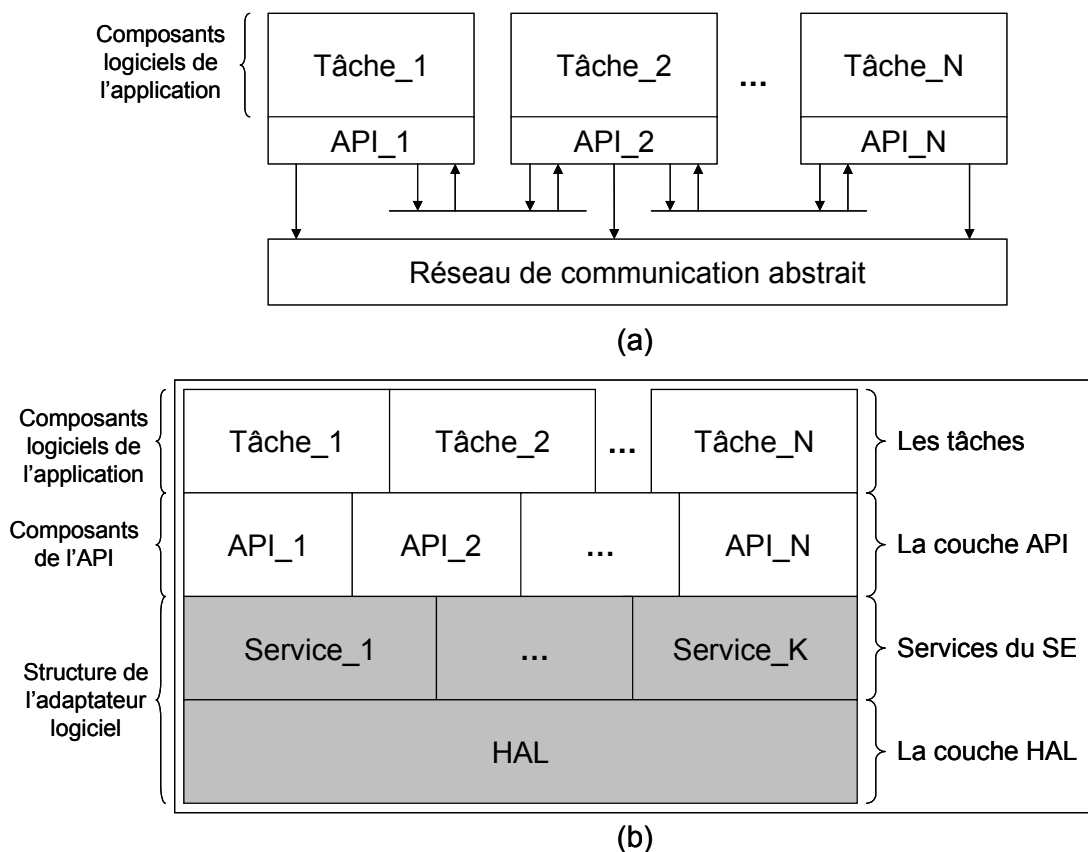 Composants
logiciels de
l'application
Tâche_1
Tâche_2
...
Tâche_N
API_1
API_2
API_N
Réseau de communication abstrait
(a)
Composants
logiciels de
l'application
Tâche_1
Tâche_2
...
Tâche_N
Les tâches
Composants
de l'API
API_1
API_2
...
API_N
La couche API
Structure de
l'adaptateur
logiciel
Service_1
...
Service_K
Services du SE
HAL
La couche HAL
(b)